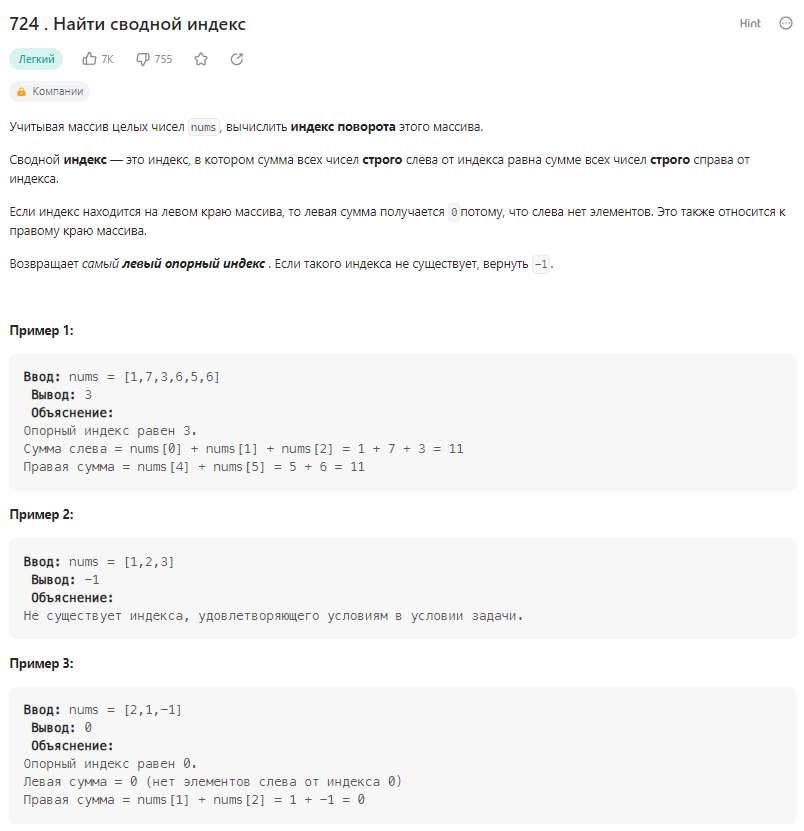 724 . Найти сводной индекс
Hint
Легкий 7K 755
Компании
Учитывая массив целых чисел nums, вычислить индекс поворота этого массива.
Сводной индекс — это индекс, в котором сумма всех чисел строго слева от индекса равна сумме всех чисел строго справа от
индекса.
Если индекс находится на левом краю массива, то левая сумма получается 0 потому, что слева нет элементов. Это также относится к
правому краю массива.
Возвращает самый левый опорный индекс . Если такого индекса не существует, вернуть -1.
Пример 1:
Ввод: nums = [1,7,3,6,5,6]
Вывод: 3
Объяснение:
Опорный индекс равен 3.
Сумма слева = nums[0] + nums[1] + nums[2] = 1 + 7 + 3 = 11
Правая сумма = nums[4] + nums[5] = 5 + 6 = 11
Пример 2:
Ввод: nums = [1,2,3]
Вывод: -1
Объяснение:
Не существует индекса, удовлетворяющего условиям в условии задачи.
Пример 3:
Ввод: nums = [2,1,-1]
Вывод: 0
Объяснение:
Опорный индекс равен 0.
Левая сумма = 0 (нет элементов слева от индекса 0)
Правая сумма = nums[1] + nums[2] = 1 + -1 = 0